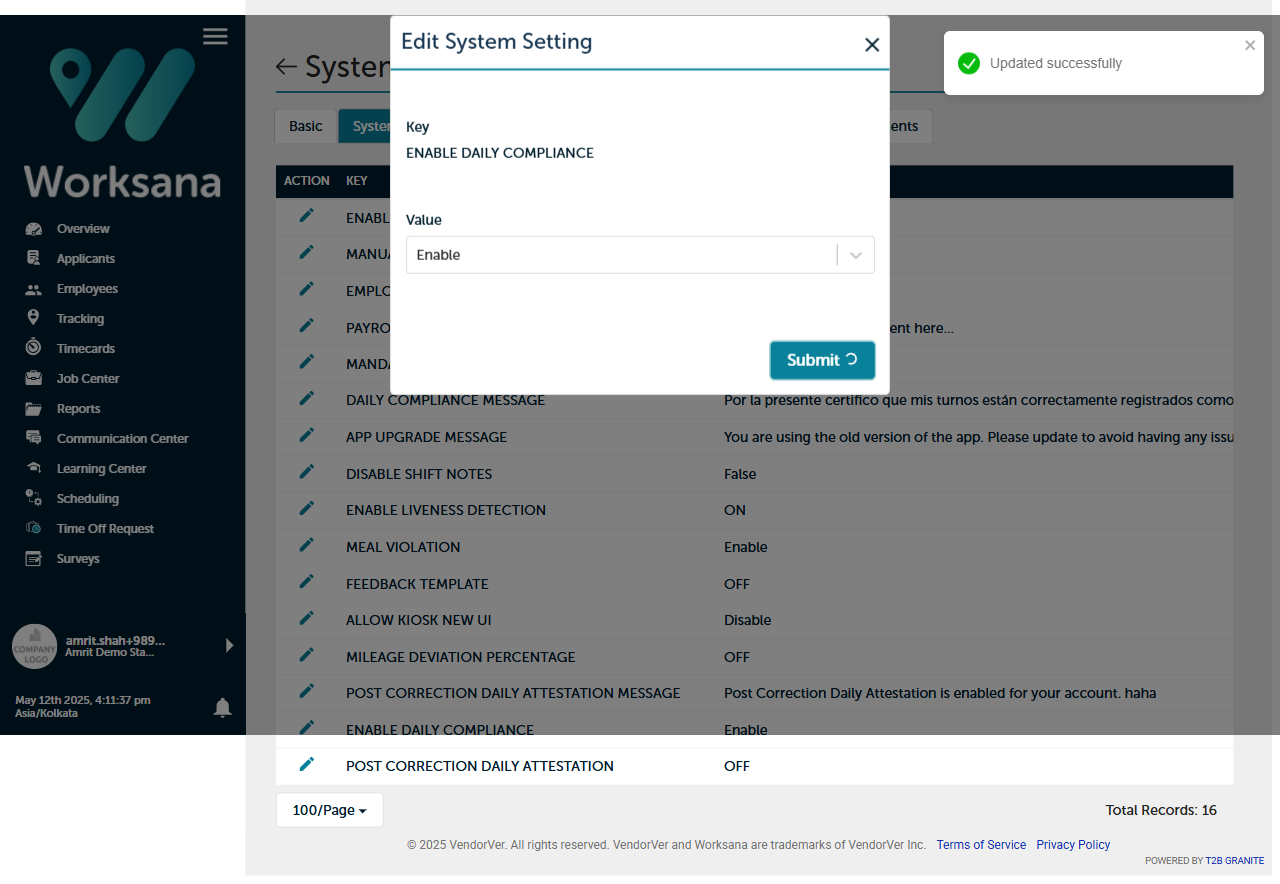 Edit System Setting
Updated successfully
System
Basic
System
ents
Key
ENABLE DAILY COMPLIANCE
Value
Enable
Submit
Worksana
Overview
Applicants
Employees
Tracking
Timecards
Job Center
Reports
Communication Center
Learning Center
Scheduling
Time Off Request
Surveys
COMPANY LOGO
amrit.shah+989...
Amrit Demo Sta...
May 12th 2025, 4:11:37 pm
Asia/Kolkata
ACTION KEY
ENABL
MANUA
EMPLO
PAYRO ent here...
MANDA
DAILY COMPLIANCE MESSAGE Por la presente certifico que mis turnos están correctamente registrados como
APP UPGRADE MESSAGE You are using the old version of the app. Please update to avoid having any issu
DISABLE SHIFT NOTES False
ENABLE LIVENESS DETECTION ON
MEAL VIOLATION Enable
FEEDBACK TEMPLATE OFF
ALLOW KIOSK NEW UI Disable
MILEAGE DEVIATION PERCENTAGE OFF
POST CORRECTION DAILY ATTESTATION MESSAGE Post Correction Daily Attestation is enabled for your account. haha
ENABLE DAILY COMPLIANCE Enable
POST CORRECTION DAILY ATTESTATION OFF
100/Page Total Records: 16
© 2025 VendorVer. All rights reserved. VendorVer and Worksana are trademarks of VendorVer Inc. Terms of Service Privacy Policy
POWERED BY T2B GRANITE